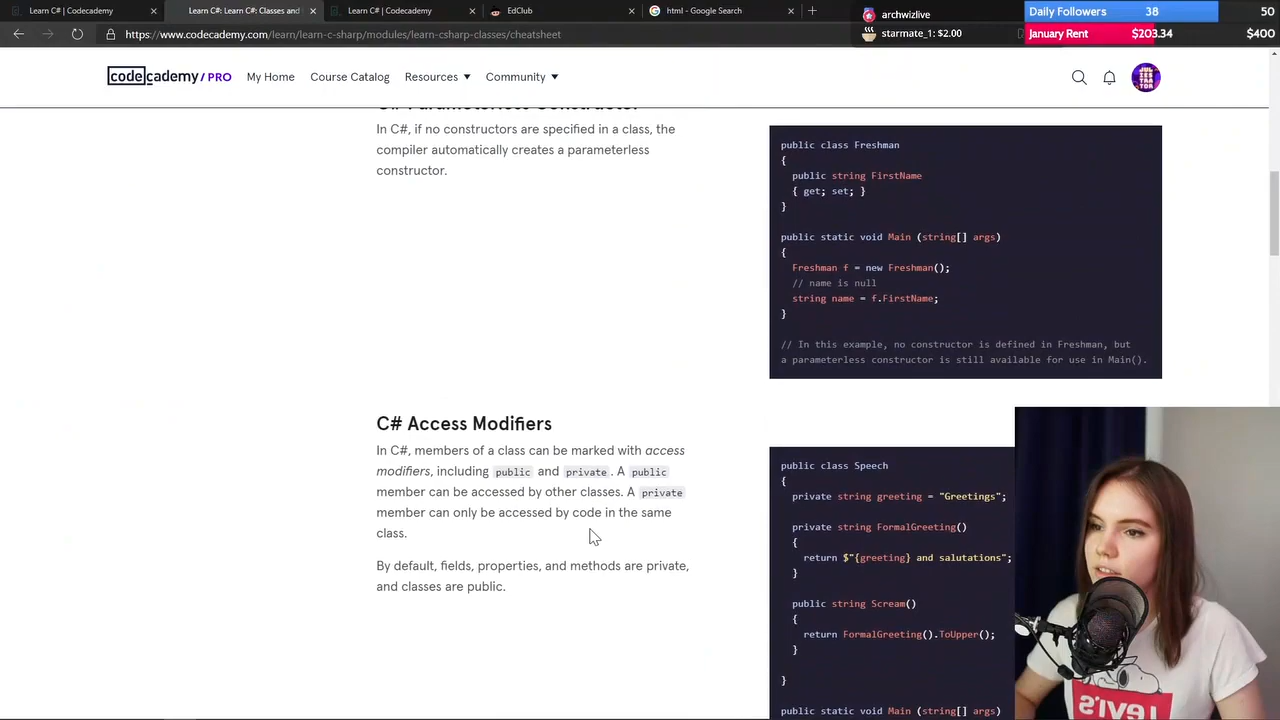 Learn C# | Codecademy
Learn C#: Learn C#: Classes and
Learn C# | Codecademy
EdClub
html - Google Search
archwizlive
starmate_1: $2.00
Daily Followers 38 50
January Rent $203.34 $400
https://www.codecademy.com/learn/learn-c-sharp/modules/learn-csharp-classes/cheatsheet
codecademy / PRO
My Home
Course Catalog
Resources
Community
C# Parameterless Constructor
In C#, if no constructors are specified in a class, the
compiler automatically creates a parameterless
constructor.
public class Freshman
{
public string FirstName
{ get; set; }
}
public static void Main (string[] args)
{
Freshman f = new Freshman();
// name is null
string name = f.FirstName;
}
// In this example, no constructor is defined in Freshman, but
a parameterless constructor is still available for use in Main().
C# Access Modifiers
In C#, members of a class can be marked with access
modifiers, including public and private. A public
member can be accessed by other classes. A private
member can only be accessed by code in the same
class.
By default, fields, properties, and methods are private,
and classes are public.
public class Speech
{
private string greeting = "Greetings";
private string FormalGreeting()
{
return $"{greeting} and salutations";
}
public string Scream()
{
return FormalGreeting().ToUpper();
}
}
public static void Main (string[] args)
LEVI'S